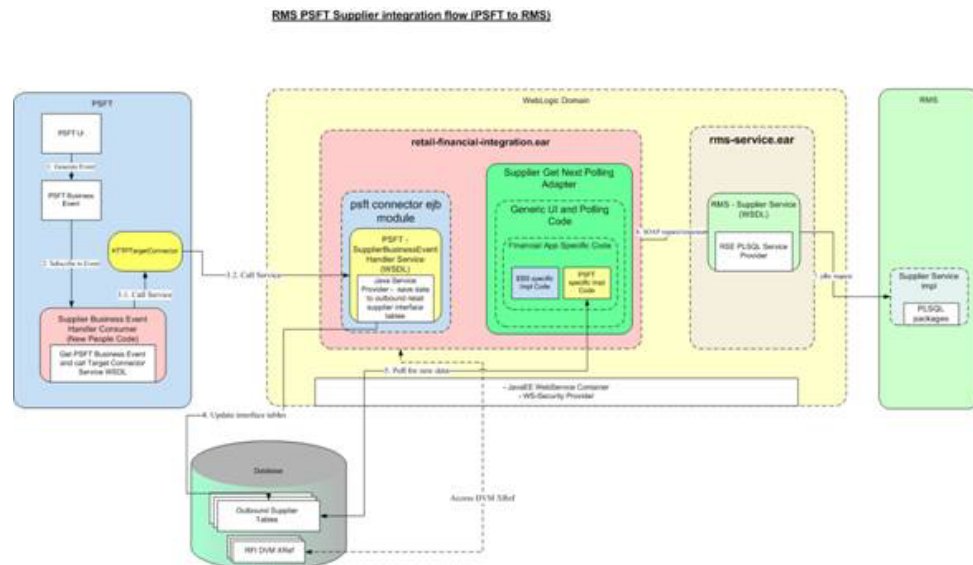 RMS PSFT Supplier integration flow (PSFT to RMS)
PSFT
PSFT UI
1. Generate Event
PSFT Business
Event
2. Subscribe to Event
HTTPTargetConnector
3.1. Call Service
Supplier Business Event
Handler Consumer
(New People Code)
Get PSFT Business Event
and call Target Connector
Service WSDL
3.2. Call Service
WebLogic Domain
retail-financial-integration.ear
psft connector ejb
module
PSFT -
SupplierBusinessEvent
Handler Service
(WSDL)
Java Service
Provider - save data
to outbound retail
supplier interface
tables
Supplier Get Next Polling
Adapter
Generic UI and Polling
Code
Financial App Specific Code
EBS specific
Impl Code
PSFT
specific Impl Code
5. Poll for new data
6. SOAP request/response
rms-service.ear
RMS - Supplier Service
(WSDL)
RSE PLSQL Service
Provider
- JavaEE WebService Container
- WS-Security Provider
RMS
Supplier Service
Impl
PLSQL
packages
4. Update interface tables
Database
Outbound Supplier
Tables
RFI DVM XRef
Access DVM XRef